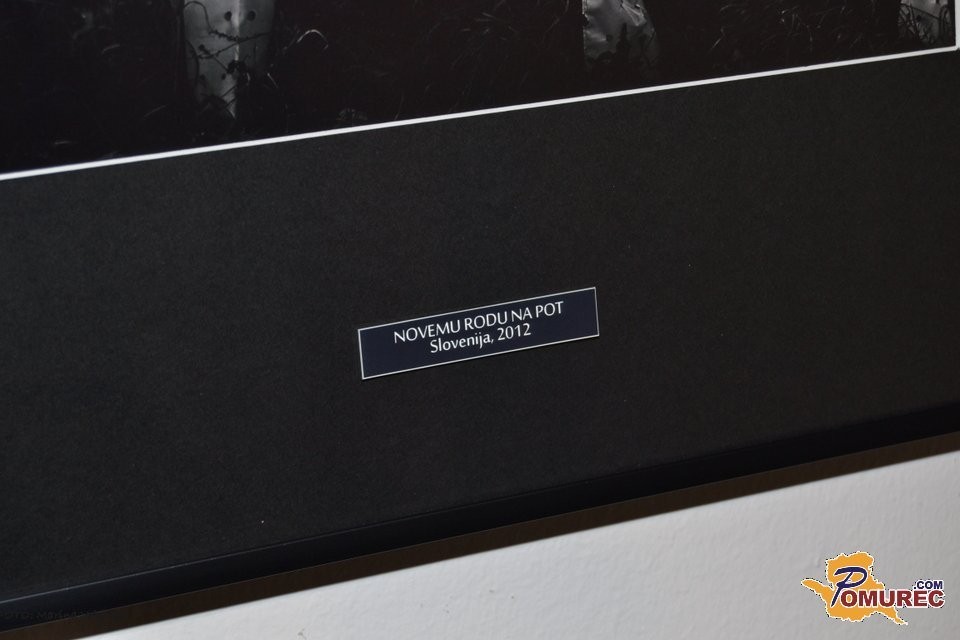 NOVEMU RODU NA POT
Slovenija, 2012
POMUREC
.COM